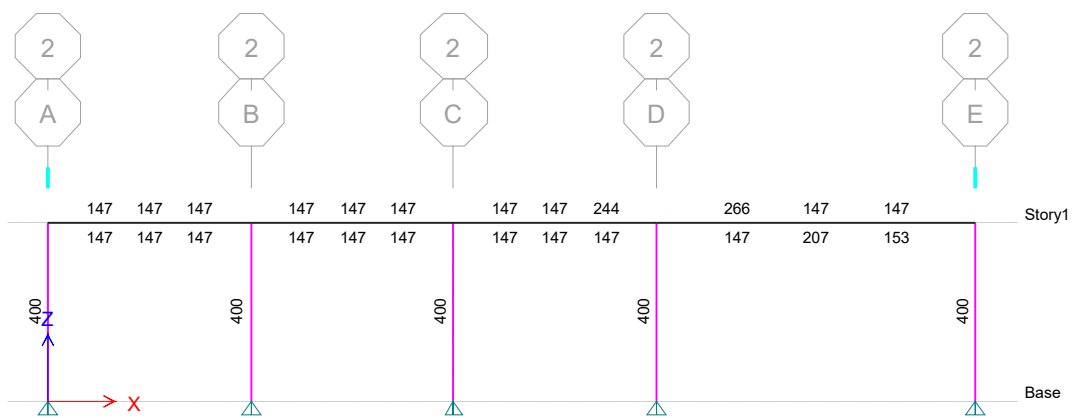 2 2 2 2 2
A B C D E
147 147 147 147 147 147 147 147 244 266 147 147
Story1
147 147 147 147 147 147 147 147 147 147 207 153
400 400 400 400 400
Z
Base
X